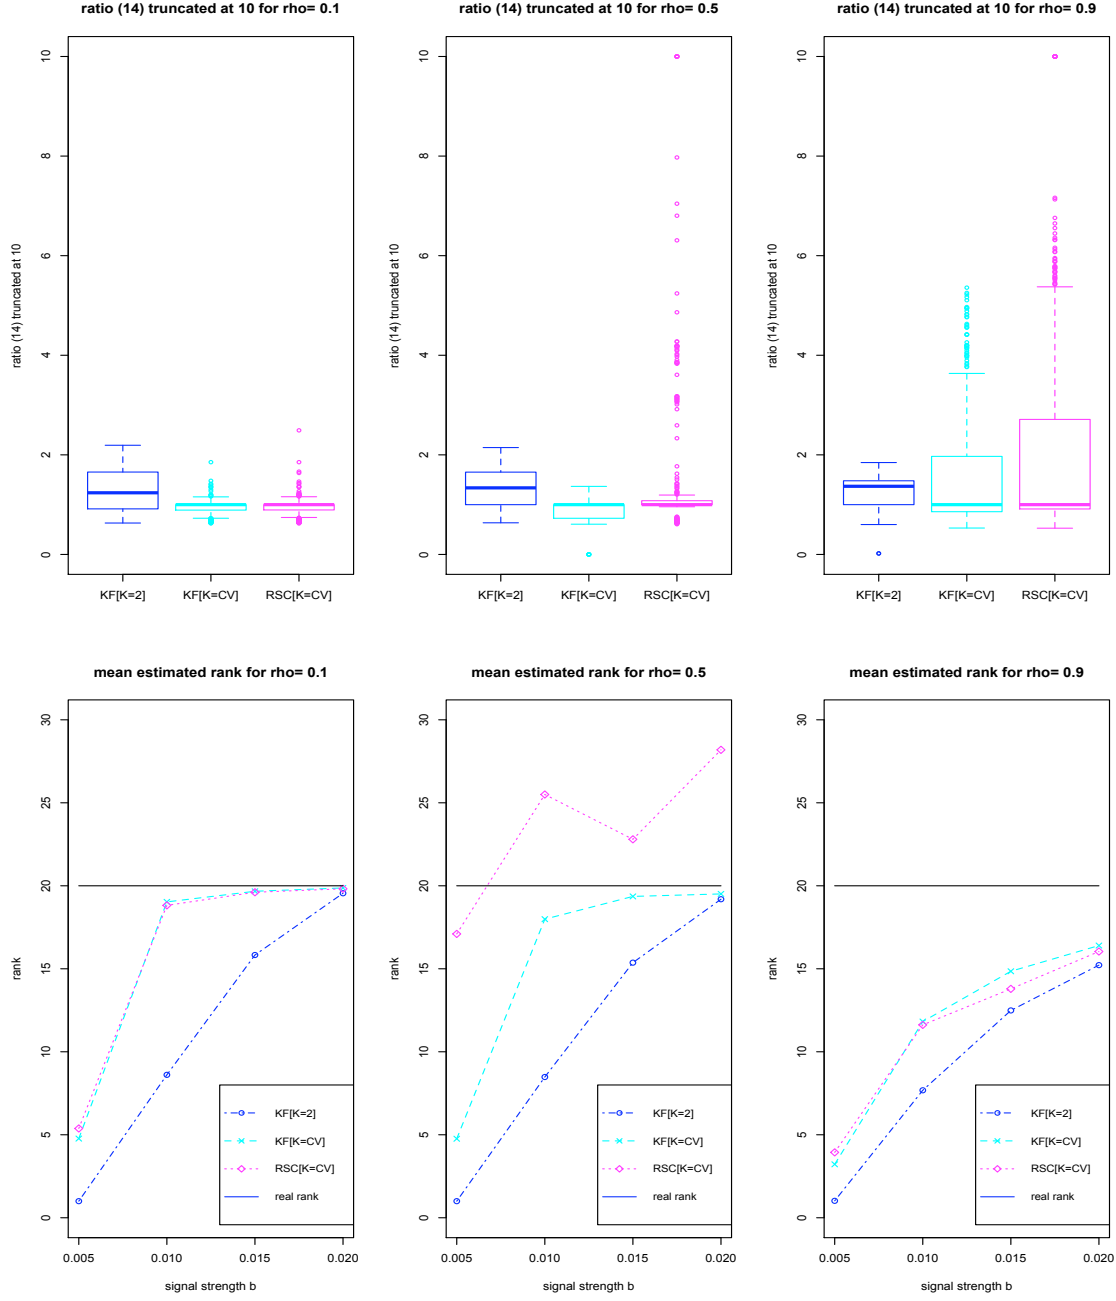 ratio (14) truncated at 10 for rho= 0.1
ratio (14) truncated at 10
0
2
4
6
8
10
KF[K=2]
KF[K=CV]
RSC[K=CV]
ratio (14) truncated at 10 for rho= 0.5
ratio (14) truncated at 10
0
2
4
6
8
10
KF[K=2]
KF[K=CV]
RSC[K=CV]
ratio (14) truncated at 10 for rho= 0.9
ratio (14) truncated at 10
0
2
4
6
8
10
KF[K=2]
KF[K=CV]
RSC[K=CV]
mean estimated rank for rho= 0.1
rank
0
5
10
15
20
25
30
KF[K=2]
KF[K=CV]
RSC[K=CV]
real rank
0.005
0.010
0.015
0.020
signal strength b
mean estimated rank for rho= 0.5
rank
0
5
10
15
20
25
30
KF[K=2]
KF[K=CV]
RSC[K=CV]
real rank
0.005
0.010
0.015
0.020
signal strength b
mean estimated rank for rho= 0.9
rank
0
5
10
15
20
25
30
KF[K=2]
KF[K=CV]
RSC[K=CV]
real rank
0.005
0.010
0.015
0.020
signal strength b